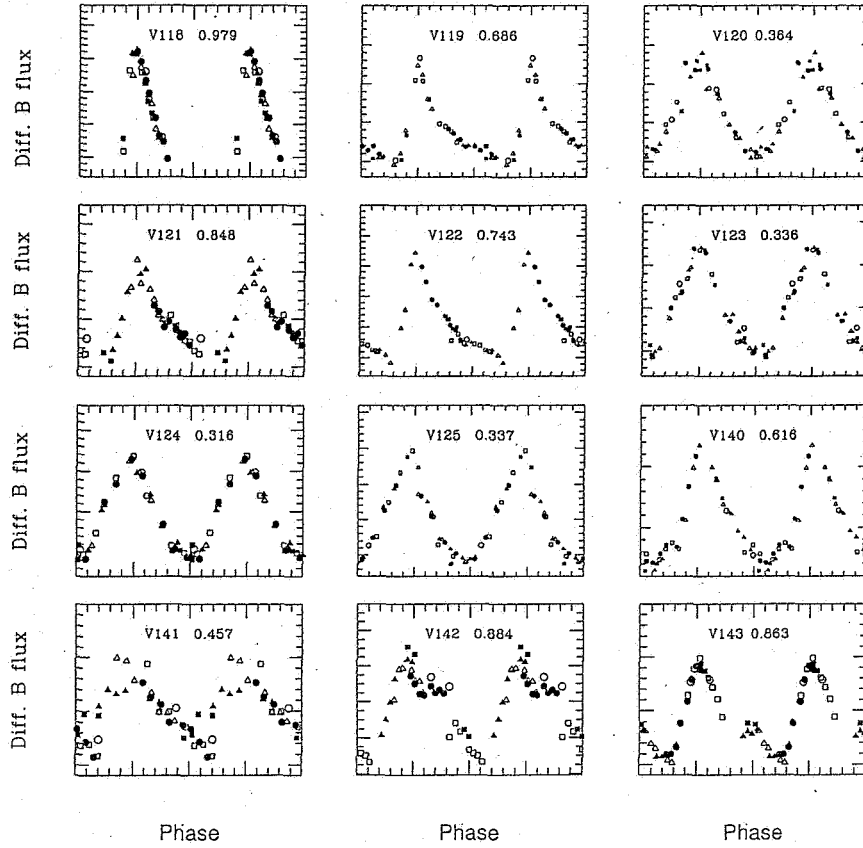 Diff. B flux
V118 0.979
V119 0.686
V120 0.364
Diff. B flux
V121 0.848
V122 0.743
V123 0.336
Diff. B flux
V124 0.316
V125 0.337
V140 0.616
Diff. B flux
V141 0.457
V142 0.884
V143 0.863
Phase
Phase
Phase